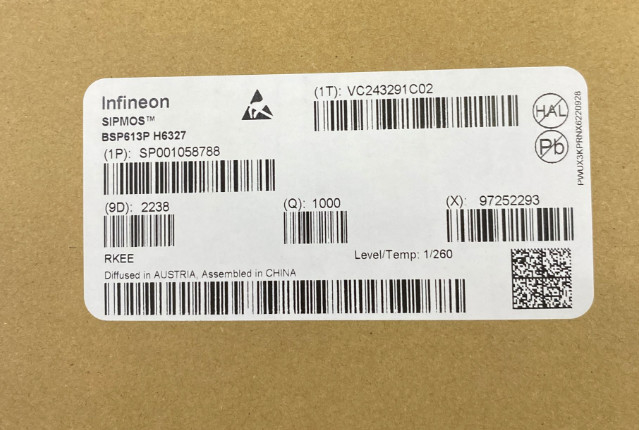 Infineon
SIPMOS™
BSP613P H6327
(1P): SP001058788
(1T): VC243291C02
HAL
Pb
PWUX3KPRNX6220928
(9D): 2238
(Q): 1000
(X): 97252293
RKEE
Level/Temp: 1/260
Diffused in AUSTRIA, Assembled in CHINA